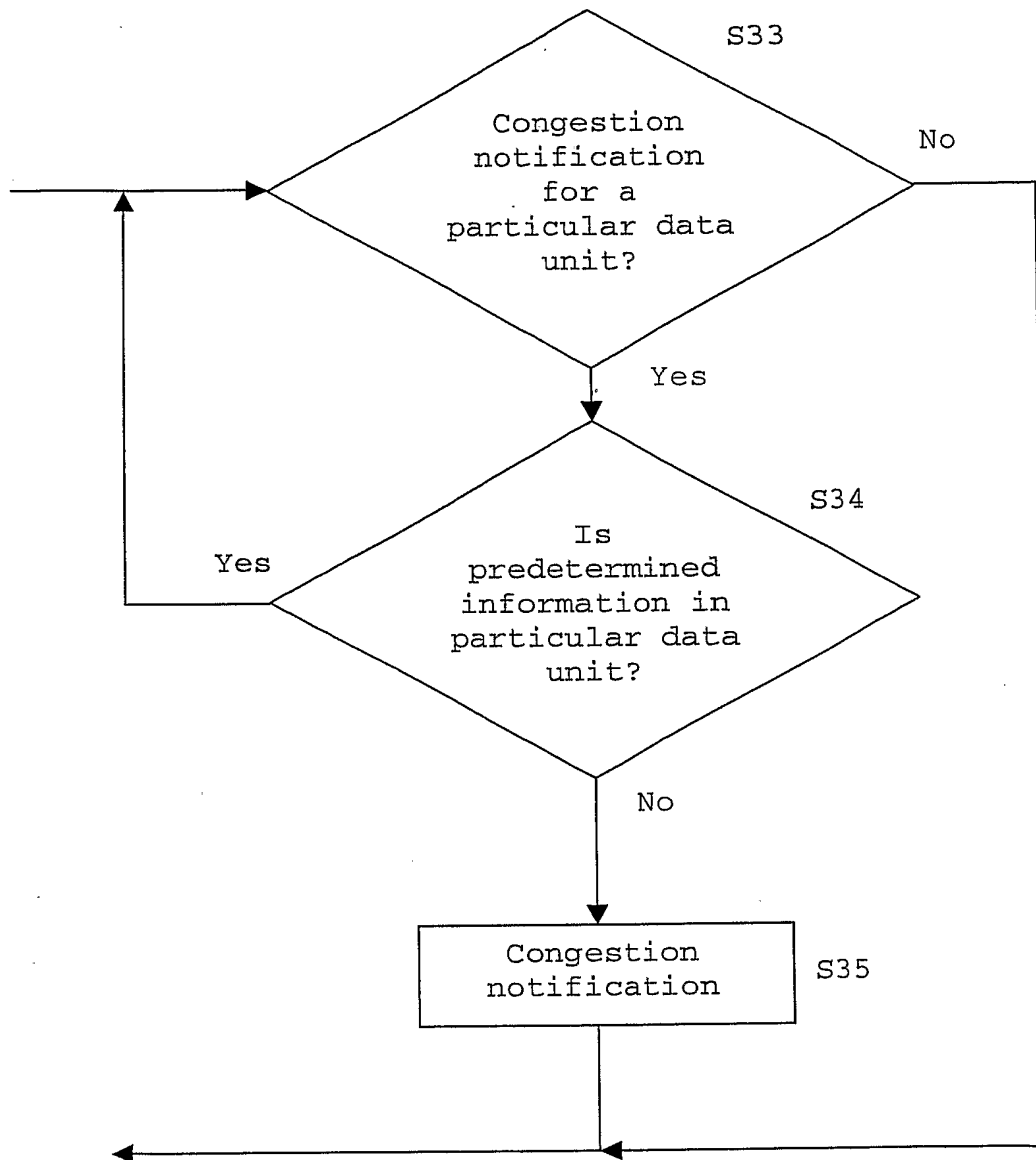 S33
Congestion
notification
for a
particular data
unit?
No
Yes
S34
Is
predetermined
information in
particular data
unit?
Yes
No
Congestion
notification
S35